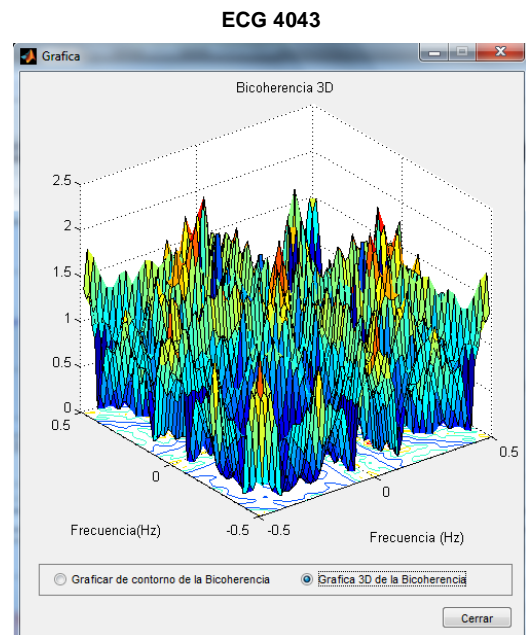 ECG 4043
Grafica
Bicoherencia 3D
2.5
2
1.5
1
0.5
0
0.5
0
-0.5
-0.5
0
0.5
Frecuencia(Hz)
Frecuencia (Hz)
Graficar de contorno de la Bicoherencia
Grafica 3D de la Bicoherencia
Cerrar